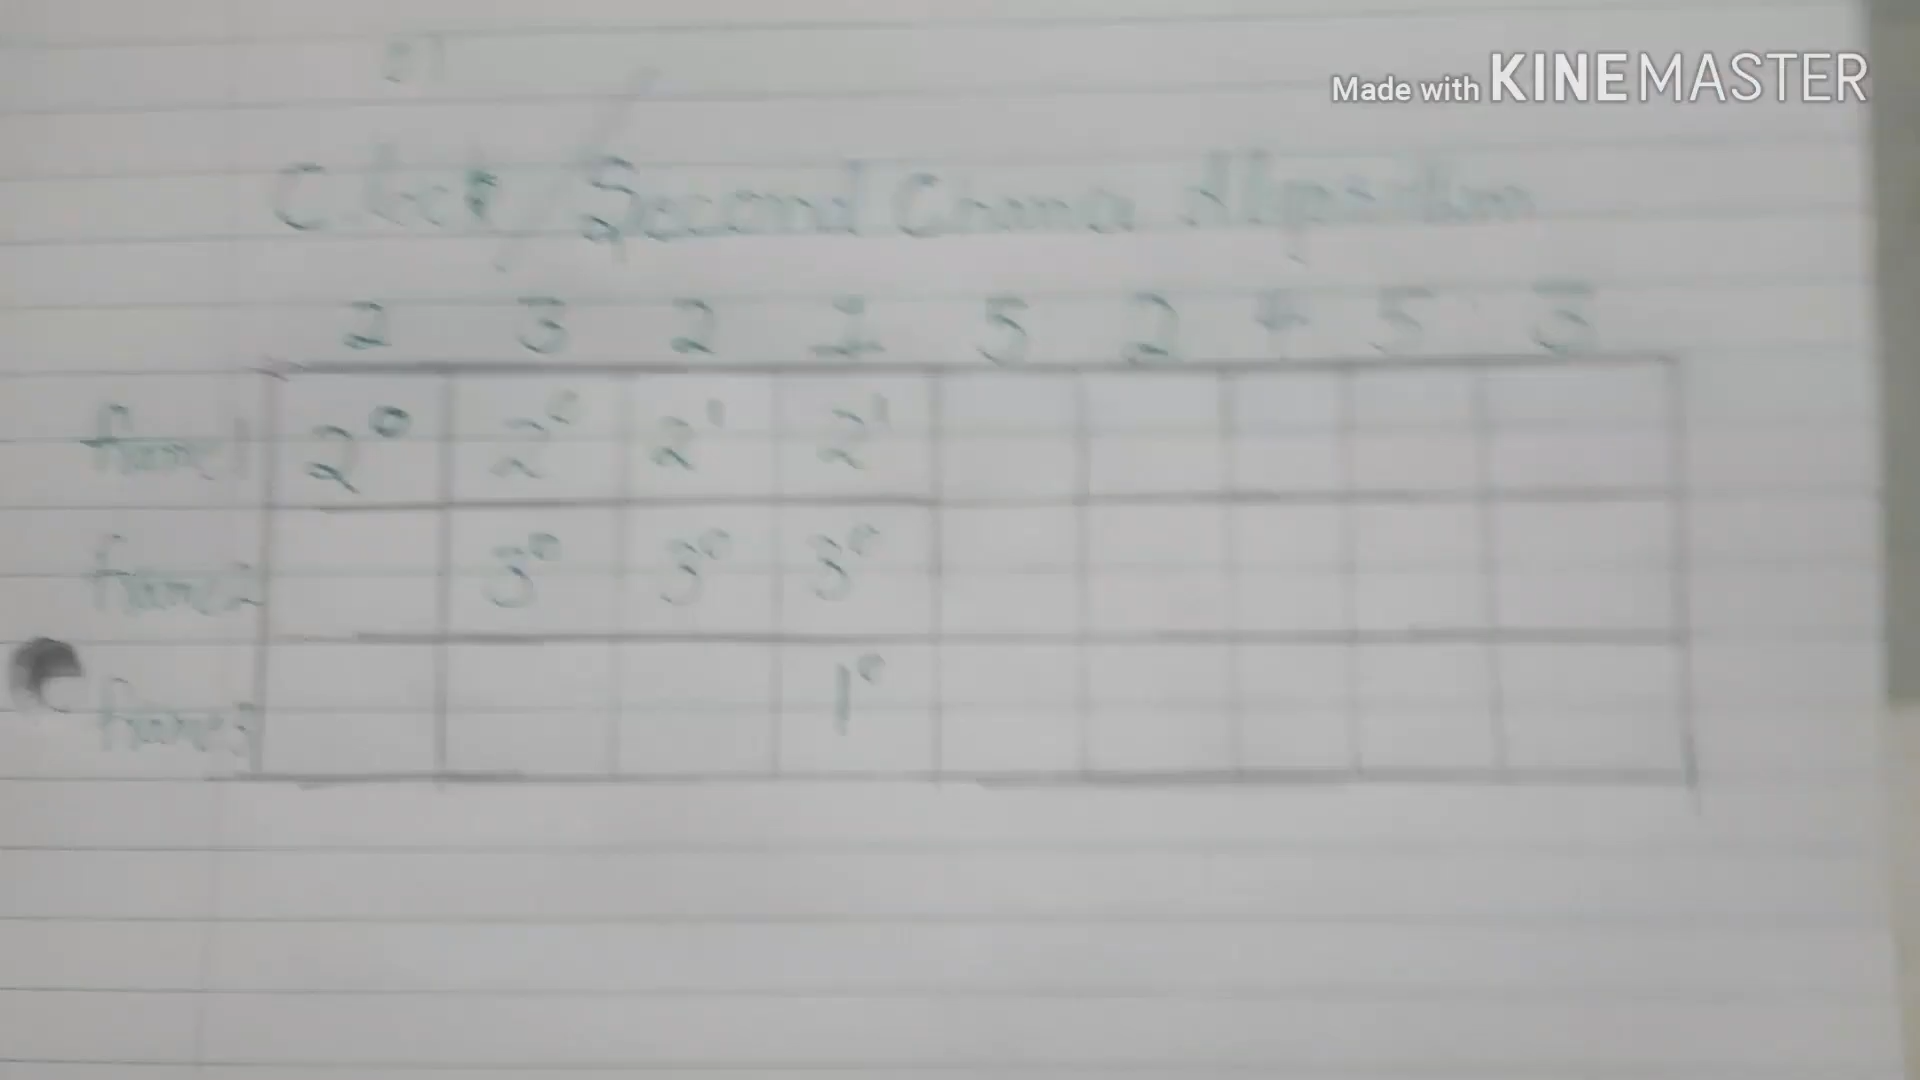 Made with KINEMASTER
Clock/Second Chance Algorithm
2 3 2 1 5 2 4 5 3
frame1 2⁰ 2⁰ 2¹ 2¹
frame2 3⁰ 3⁰ 3⁰
frame3 1⁰